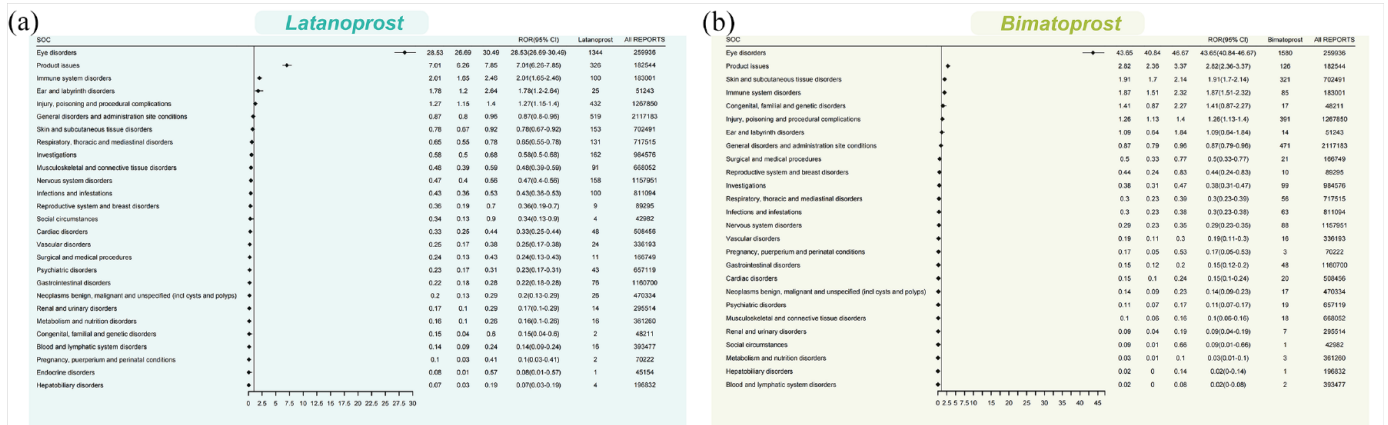 (a) Latanoprost
SOC ROR(95% CI) Latanoprost All REPORTS
Eye disorders 28.53 26.69 30.49 28.53(26.69-30.49) 1344 259936
Product issues 7.01 6.26 7.85 7.01(6.26-7.85) 326 182544
Immune system disorders 2.01 1.65 2.46 2.01(1.65-2.46) 100 183001
Ear and labyrinth disorders 1.78 1.2 2.64 1.78(1.2-2.64) 25 51243
Injury, poisoning and procedural complications 1.27 1.15 1.4 1.27(1.15-1.4) 432 1267850
General disorders and administration site conditions 0.87 0.8 0.96 0.87(0.8-0.96) 519 2117183
Skin and subcutaneous tissue disorders 0.78 0.67 0.92 0.78(0.67-0.92) 153 702491
Respiratory, thoracic and mediastinal disorders 0.65 0.55 0.78 0.65(0.55-0.78) 131 717515
Investigations 0.58 0.5 0.68 0.58(0.5-0.68) 162 984576
Musculoskeletal and connective tissue disorders 0.48 0.39 0.59 0.48(0.39-0.59) 91 668052
Nervous system disorders 0.47 0.4 0.56 0.47(0.4-0.56) 158 1157951
Infections and infestations 0.43 0.36 0.53 0.43(0.36-0.53) 100 811094
Reproductive system and breast disorders 0.36 0.19 0.7 0.36(0.19-0.7) 9 89295
Social circumstances 0.34 0.13 0.9 0.34(0.13-0.9) 4 42982
Cardiac disorders 0.33 0.25 0.44 0.33(0.25-0.44) 48 508456
Vascular disorders 0.25 0.17 0.38 0.25(0.17-0.38) 24 336193
Surgical and medical procedures 0.24 0.13 0.43 0.24(0.13-0.43) 11 166749
Psychiatric disorders 0.23 0.17 0.31 0.23(0.17-0.31) 43 657119
Gastrointestinal disorders 0.22 0.18 0.28 0.22(0.18-0.28) 76 1160700
Neoplasms benign, malignant and unspecified (incl cysts and polyps) 0.2 0.13 0.29 0.2(0.13-0.29) 26 470334
Renal and urinary disorders 0.17 0.1 0.29 0.17(0.1-0.29) 14 295514
Metabolism and nutrition disorders 0.16 0.1 0.26 0.16(0.1-0.26) 16 361260
Congenital, familial and genetic disorders 0.15 0.04 0.6 0.15(0.04-0.6) 2 48211
Blood and lymphatic system disorders 0.14 0.09 0.24 0.14(0.09-0.24) 15 393477
Pregnancy, puerperium and perinatal conditions 0.1 0.03 0.41 0.1(0.03-0.41) 2 70222
Endocrine disorders 0.08 0.01 0.57 0.08(0.01-0.57) 1 45154
Hepatobiliary disorders 0.07 0.03 0.19 0.07(0.03-0.19) 4 196832
0 2.5 5 7.5 10 12.5 15 17.5 20 22.5 25 27.5 30
(b) Bimatoprost
SOC ROR(95% CI) Bimatoprost All REPORTS
Eye disorders 43.65 40.84 46.67 43.65(40.84-46.67) 1580 259936
Product issues 2.82 2.36 3.37 2.82(2.36-3.37) 126 182544
Skin and subcutaneous tissue disorders 1.91 1.7 2.14 1.91(1.7-2.14) 321 702491
Immune system disorders 1.87 1.51 2.32 1.87(1.51-2.32) 85 183001
Congenital, familial and genetic disorders 1.41 0.87 2.27 1.41(0.87-2.27) 17 48211
Injury, poisoning and procedural complications 1.26 1.13 1.4 1.26(1.13-1.4) 391 1267850
Ear and labyrinth disorders 1.09 0.64 1.84 1.09(0.64-1.84) 14 51243
General disorders and administration site conditions 0.87 0.79 0.96 0.87(0.79-0.96) 471 2117183
Surgical and medical procedures 0.5 0.33 0.77 0.5(0.33-0.77) 21 166749
Reproductive system and breast disorders 0.44 0.24 0.83 0.44(0.24-0.83) 10 89295
Investigations 0.38 0.31 0.47 0.38(0.31-0.47) 99 984576
Respiratory, thoracic and mediastinal disorders 0.3 0.23 0.39 0.3(0.23-0.39) 56 717515
Infections and infestations 0.3 0.23 0.38 0.3(0.23-0.38) 63 811094
Nervous system disorders 0.29 0.23 0.35 0.29(0.23-0.35) 88 1157951
Vascular disorders 0.19 0.11 0.3 0.19(0.11-0.3) 16 336193
Pregnancy, puerperium and perinatal conditions 0.17 0.05 0.53 0.17(0.05-0.53) 3 70222
Gastrointestinal disorders 0.15 0.12 0.2 0.15(0.12-0.2) 48 1160700
Cardiac disorders 0.15 0.1 0.24 0.15(0.1-0.24) 20 508456
Neoplasms benign, malignant and unspecified (incl cysts and polyps) 0.14 0.09 0.23 0.14(0.09-0.23) 17 470334
Psychiatric disorders 0.11 0.07 0.17 0.11(0.07-0.17) 19 657119
Musculoskeletal and connective tissue disorders 0.1 0.06 0.16 0.1(0.06-0.16) 18 668052
Renal and urinary disorders 0.09 0.04 0.19 0.09(0.04-0.19) 7 295514
Social circumstances 0.09 0.01 0.66 0.09(0.01-0.66) 1 42982
Metabolism and nutrition disorders 0.03 0.01 0.1 0.03(0.01-0.1) 3 361260
Hepatobiliary disorders 0.02 0 0.14 0.02(0-0.14) 1 196832
Blood and lymphatic system disorders 0.02 0 0.08 0.02(0-0.08) 2 393477
0 2.5 5 7.5 10 15 20 25 30 35 40 45